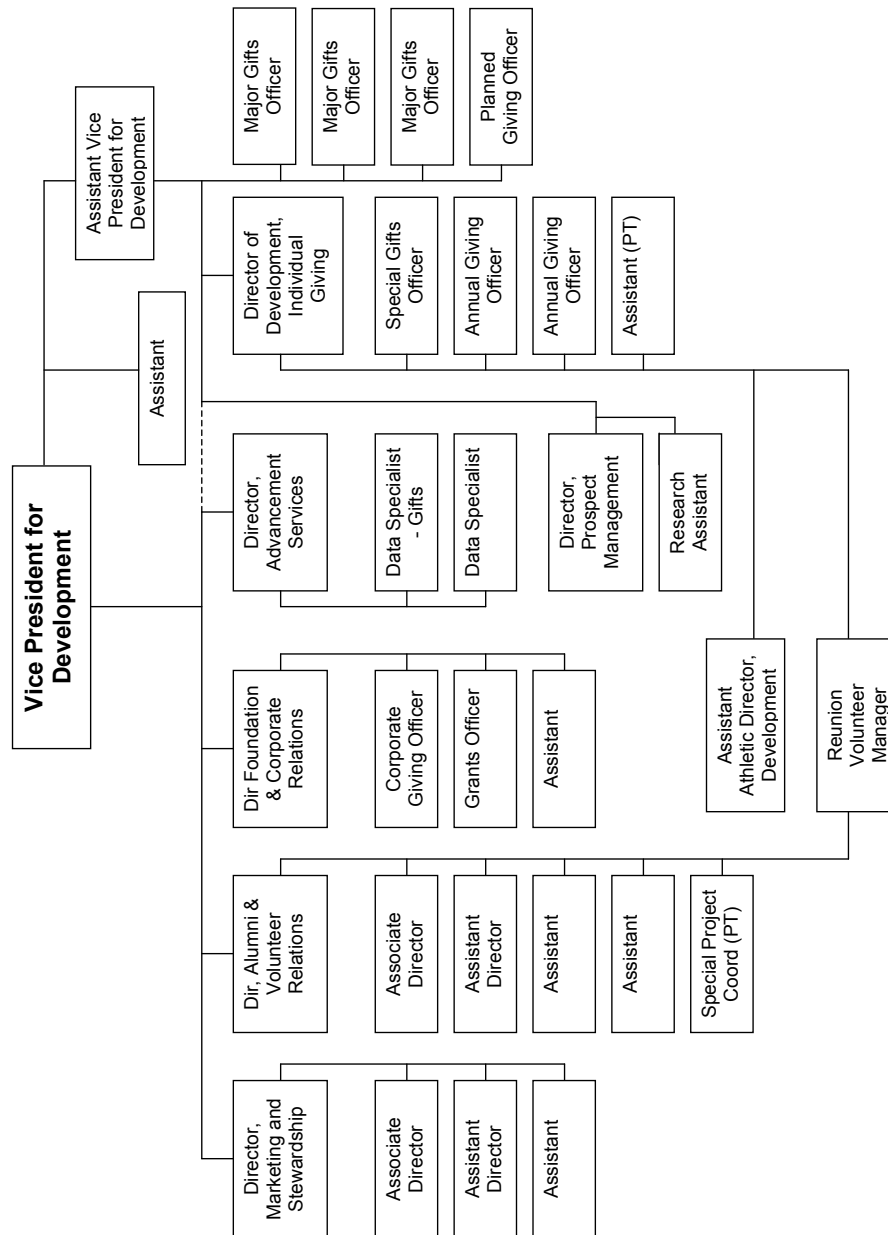 Vice President for
Development
Assistant
Assistant Vice
President for
Development
Director,
Marketing and
Stewardship
Associate
Director
Assistant
Director
Assistant
Dir, Alumni &
Volunteer
Relations
Associate
Director
Assistant
Director
Assistant
Assistant
Special Project
Coord (PT)
Dir Foundation
& Corporate
Relations
Corporate
Giving Officer
Grants Officer
Assistant
Director,
Advancement
Services
Data Specialist
- Gifts
Data Specialist
Director,
Prospect
Management
Research
Assistant
Director of
Development,
Individual
Giving
Special Gifts
Officer
Annual Giving
Officer
Annual Giving
Officer
Assistant (PT)
Major Gifts
Officer
Major Gifts
Officer
Major Gifts
Officer
Planned
Giving Officer
Assistant
Athletic Director,
Development
Reunion
Volunteer
Manager